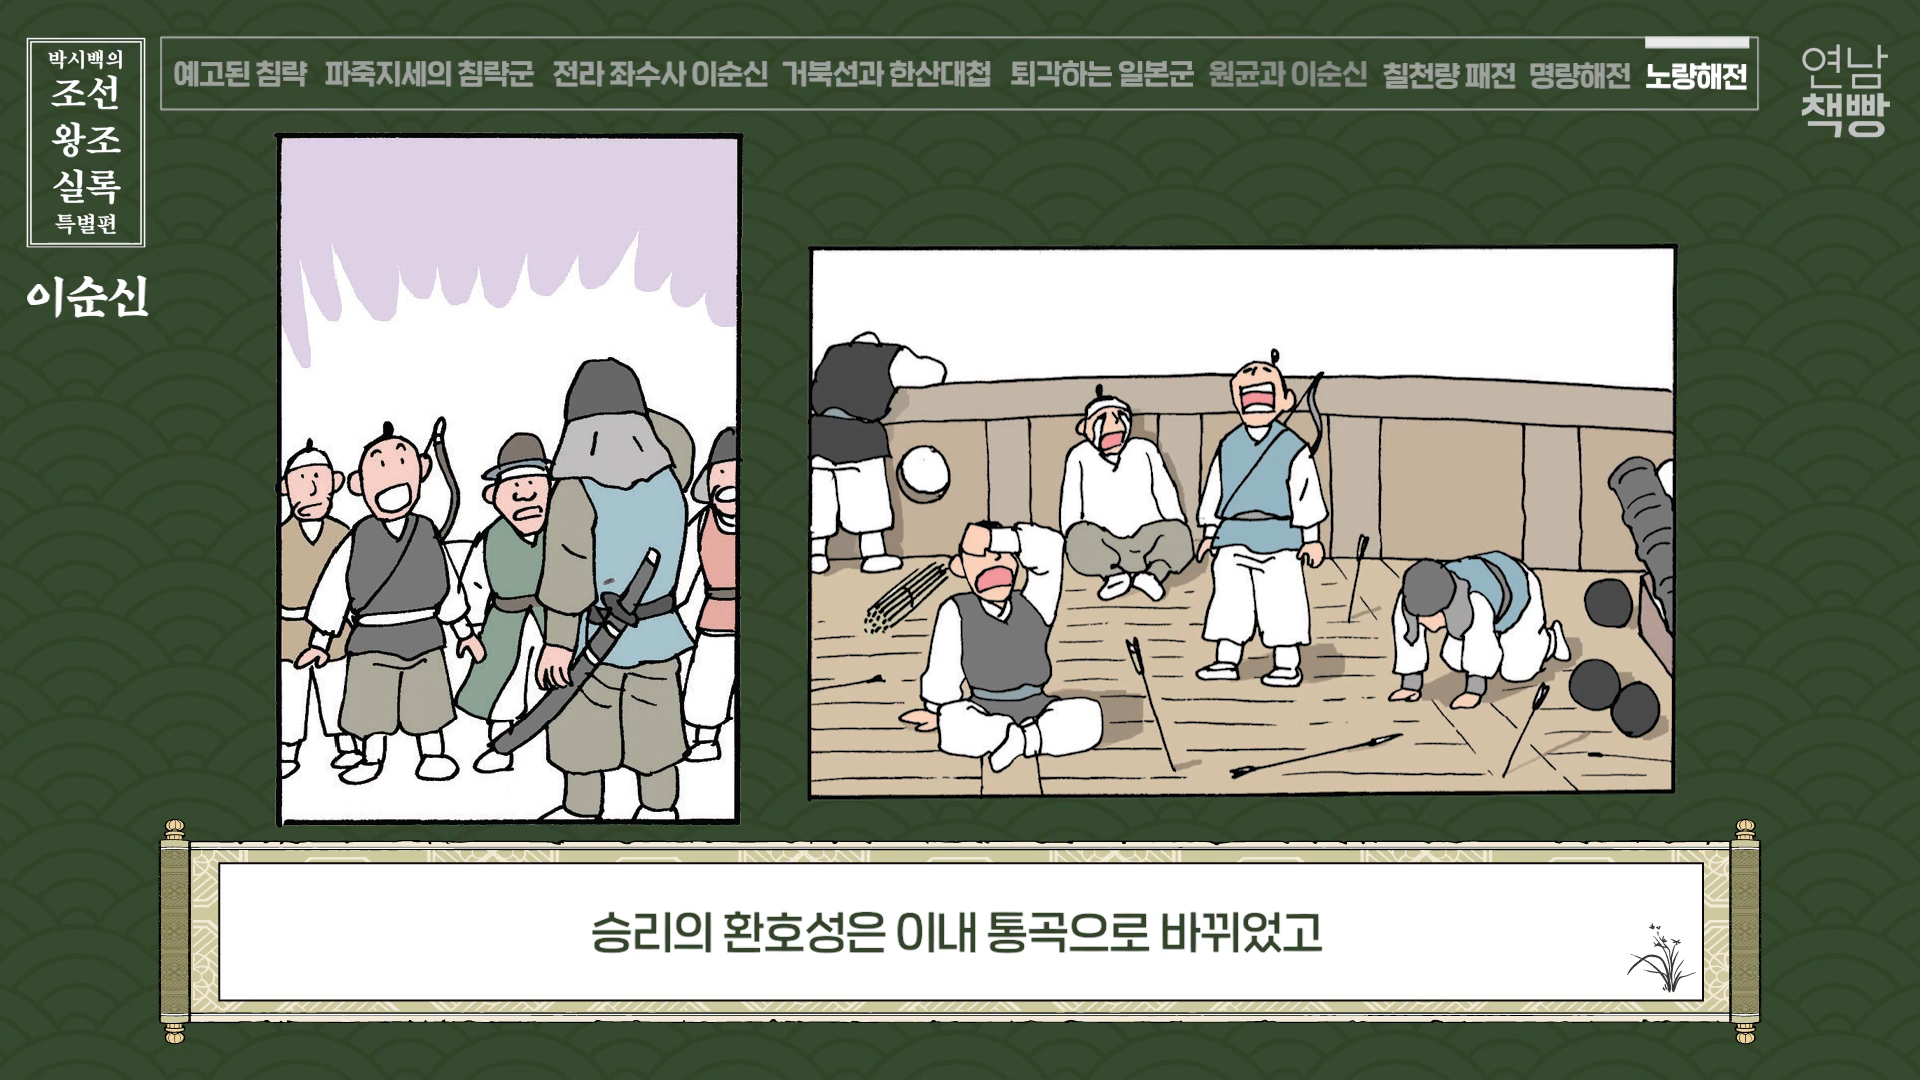 박시백의
조선
왕조
실록
특별편
이순신
예고된 침략 파죽지세의 침략군 전라 좌수사 이순신 거북선과 한산대첩 퇴각하는 일본군 원균과 이순신 칠천량 패전 명량해전 노량해전
연남
책빵
승리의 환호성은 이내 통곡으로 바뀌었고